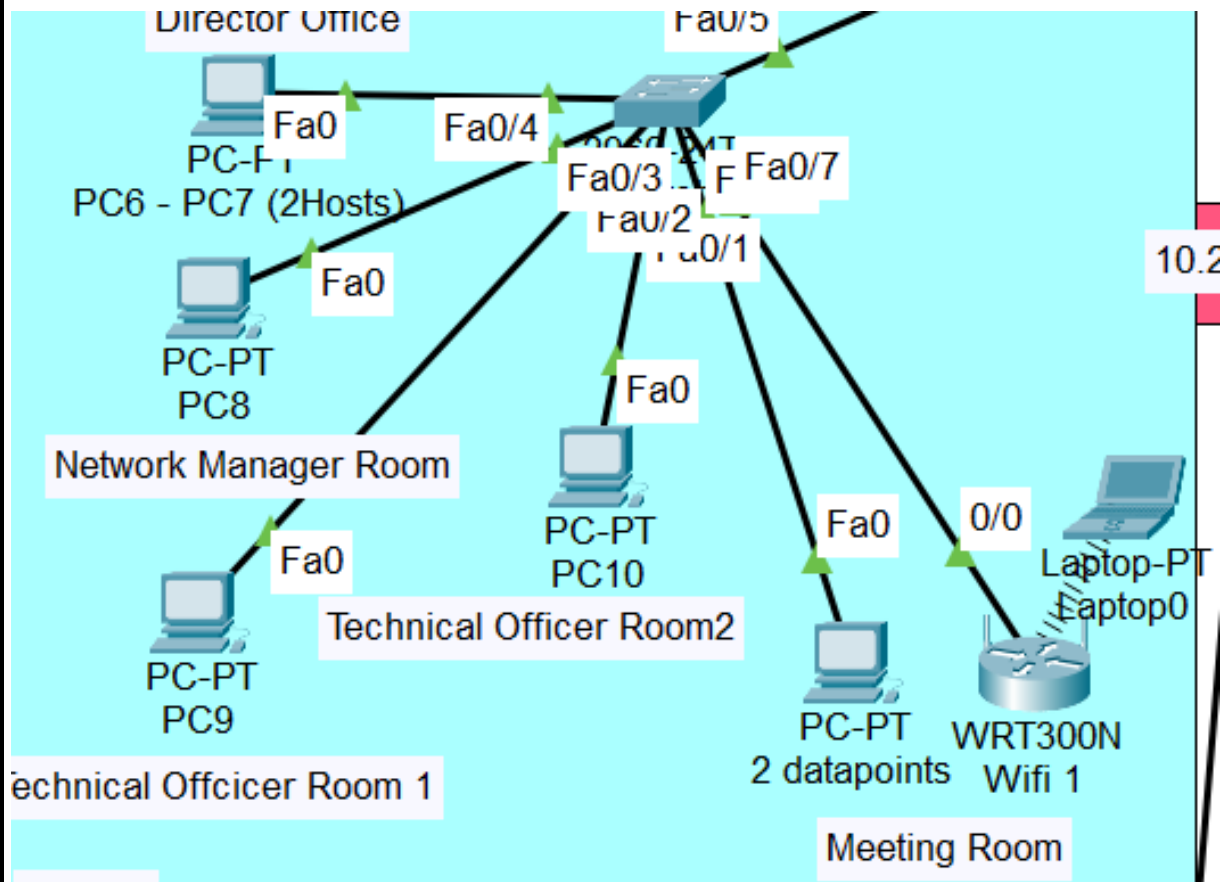 Director Office
Fa0/5
Fa0
Fa0/4
PC-PT
PC6 - PC7 (2Hosts)
Fa0/3
Fa0/7
Fa0/2
Fa0/1
Fa0
10.2
PC-PT
PC8
Fa0
Network Manager Room
Fa0
PC-PT
PC10
Technical Officer Room2
Fa0
0/0
Laptop-PT
Laptop0
PC-PT
PC9
echnical Offcicer Room 1
PC-PT
2 datapoints
WRT300N
Wifi 1
Meeting Room